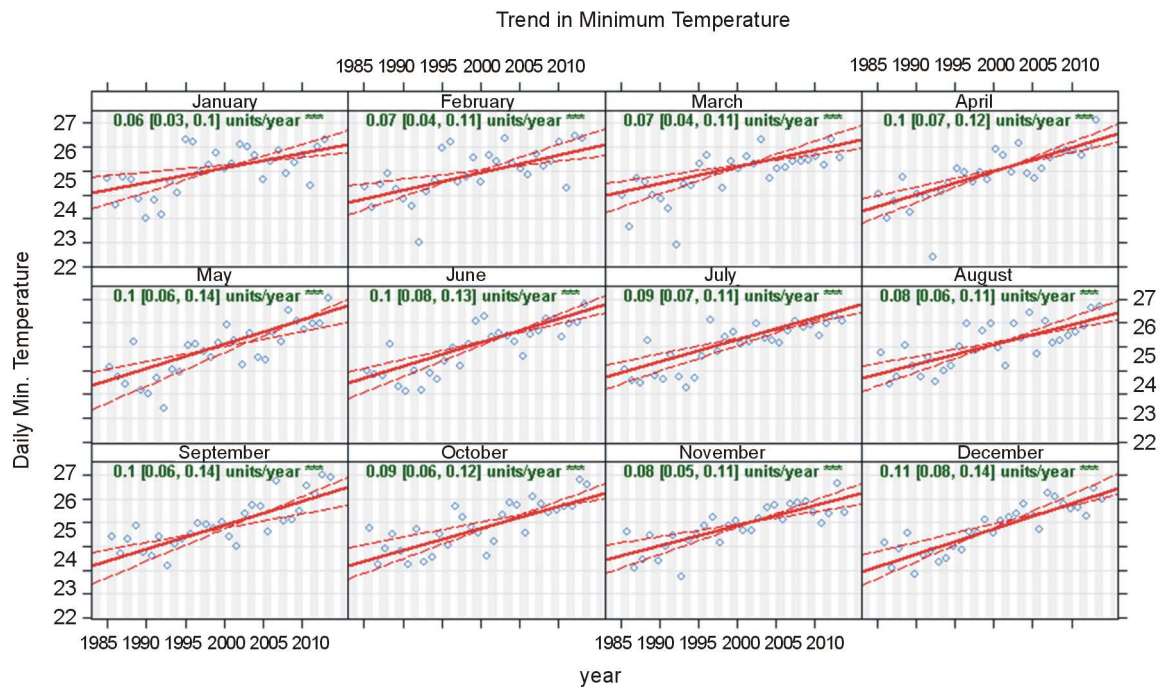 Trend in Minimum Temperature
1985 1990 1995 2000 2005 2010
1985 1990 1995 2000 2005 2010
January
February
March
April
0.06 [0.03, 0.1] units/year ***
0.07 [0.04, 0.11] units/year ***
0.07 [0.04, 0.11] units/year ***
0.1 [0.07, 0.12] units/year ***
27
26
25
24
23
22
May
June
July
August
0.1 [0.06, 0.14] units/year ***
0.1 [0.08, 0.13] units/year ***
0.09 [0.07, 0.11] units/year ***
0.08 [0.06, 0.11] units/year ***
27
26
25
24
23
22
Daily Min. Temperature
September
October
November
December
0.1 [0.06, 0.14] units/year ***
0.09 [0.06, 0.12] units/year ***
0.08 [0.05, 0.11] units/year ***
0.11 [0.08, 0.14] units/year ***
27
26
25
24
23
22
1985 1990 1995 2000 2005 2010
1985 1990 1995 2000 2005 2010
year